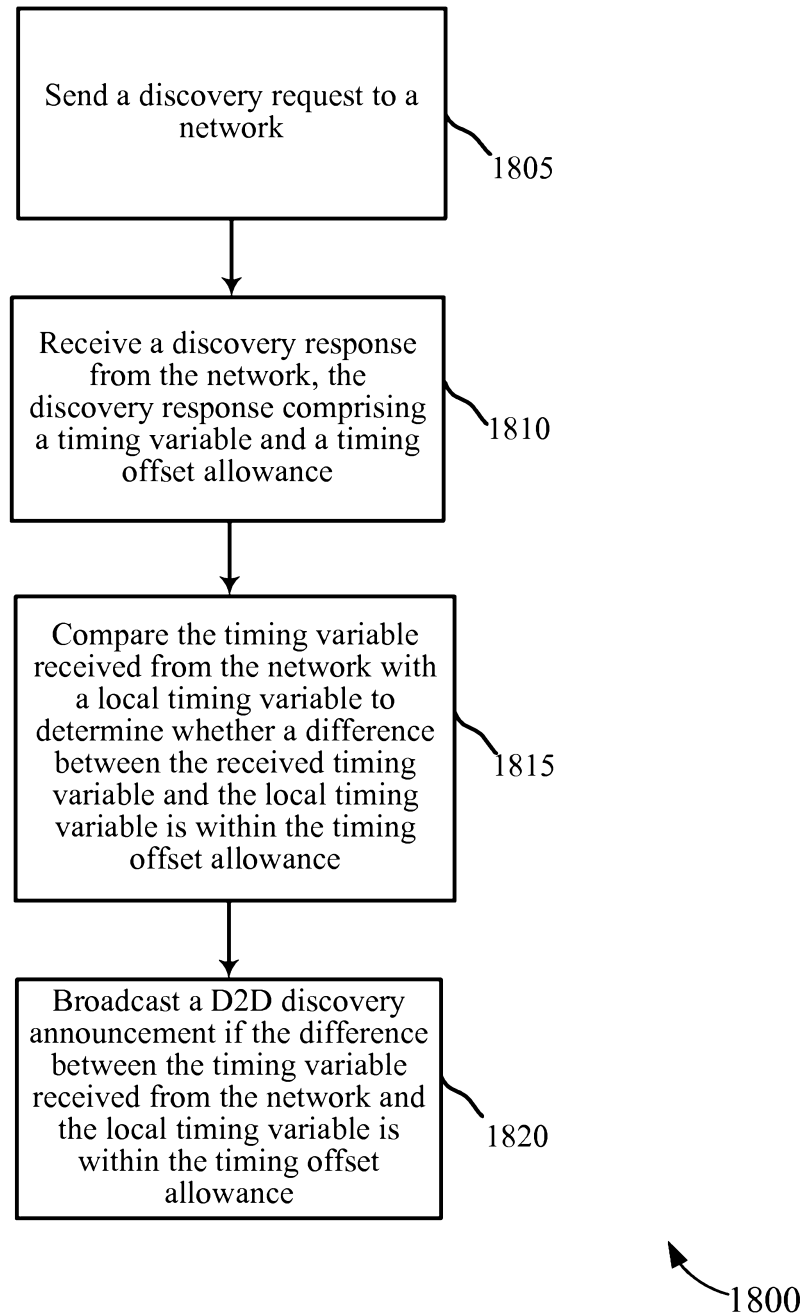 Send a discovery request to a
network
1805
Receive a discovery response
from the network, the
discovery response comprising
a timing variable and a timing
offset allowance
1810
Compare the timing variable
received from the network with
a local timing variable to
determine whether a difference
between the received timing
variable and the local timing
variable is within the timing
offset allowance
1815
Broadcast a D2D discovery
announcement if the difference
between the timing variable
received from the network and
the local timing variable is
within the timing offset
allowance
1820
1800